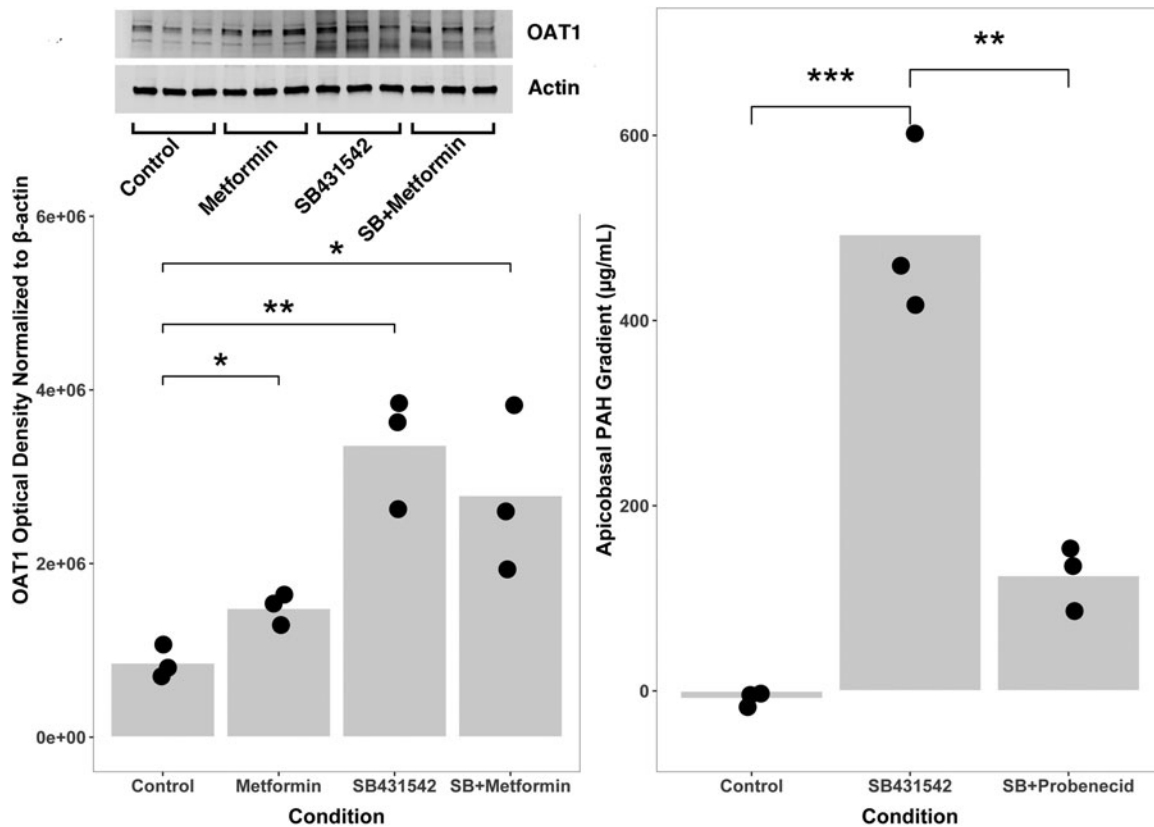 OAT1
Actin
Control
Metformin
SB431542
SB+Metformin
OAT1 Optical Density Normalized to β-actin
6e+06
4e+06
2e+06
0e+00
*
**
*
Control Metformin SB431542 SB+Metformin
Condition
Apicobasal PAH Gradient (µg/mL)
600
400
200
0
***
**
Control SB431542 SB+Probenecid
Condition